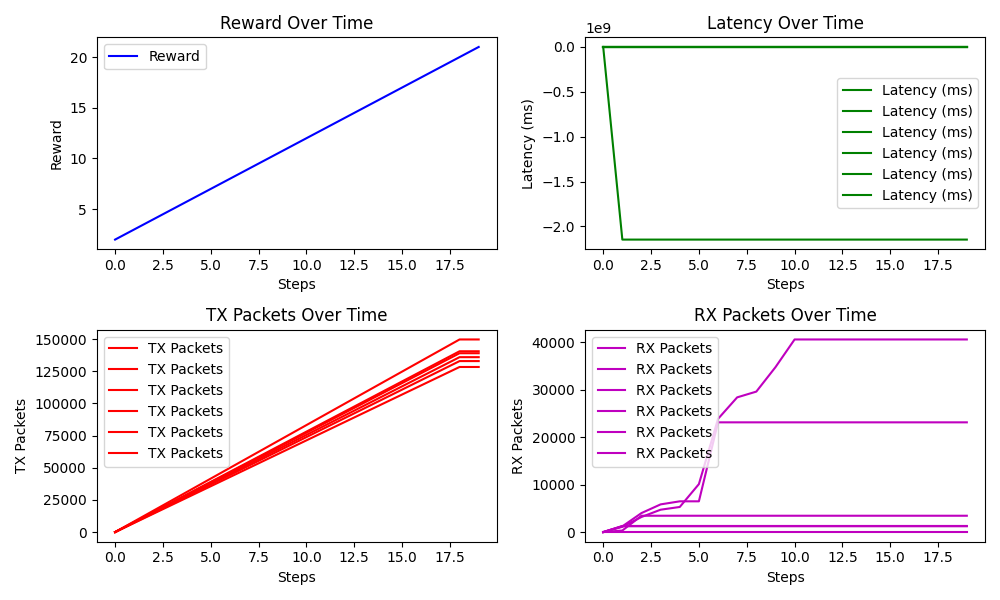 Reward Over Time
Reward
20
15
10
5
Reward
0.0 2.5 5.0 7.5 10.0 12.5 15.0 17.5
Steps
Latency Over Time
1e9
0.0
−0.5
−1.0
−1.5
−2.0
Latency (ms)
Latency (ms)
Latency (ms)
Latency (ms)
Latency (ms)
Latency (ms)
Latency (ms)
0.0 2.5 5.0 7.5 10.0 12.5 15.0 17.5
Steps
TX Packets Over Time
150000
125000
100000
75000
50000
25000
0
TX Packets
TX Packets
TX Packets
TX Packets
TX Packets
TX Packets
TX Packets
0.0 2.5 5.0 7.5 10.0 12.5 15.0 17.5
Steps
RX Packets Over Time
40000
30000
20000
10000
0
RX Packets
RX Packets
RX Packets
RX Packets
RX Packets
RX Packets
RX Packets
0.0 2.5 5.0 7.5 10.0 12.5 15.0 17.5
Steps